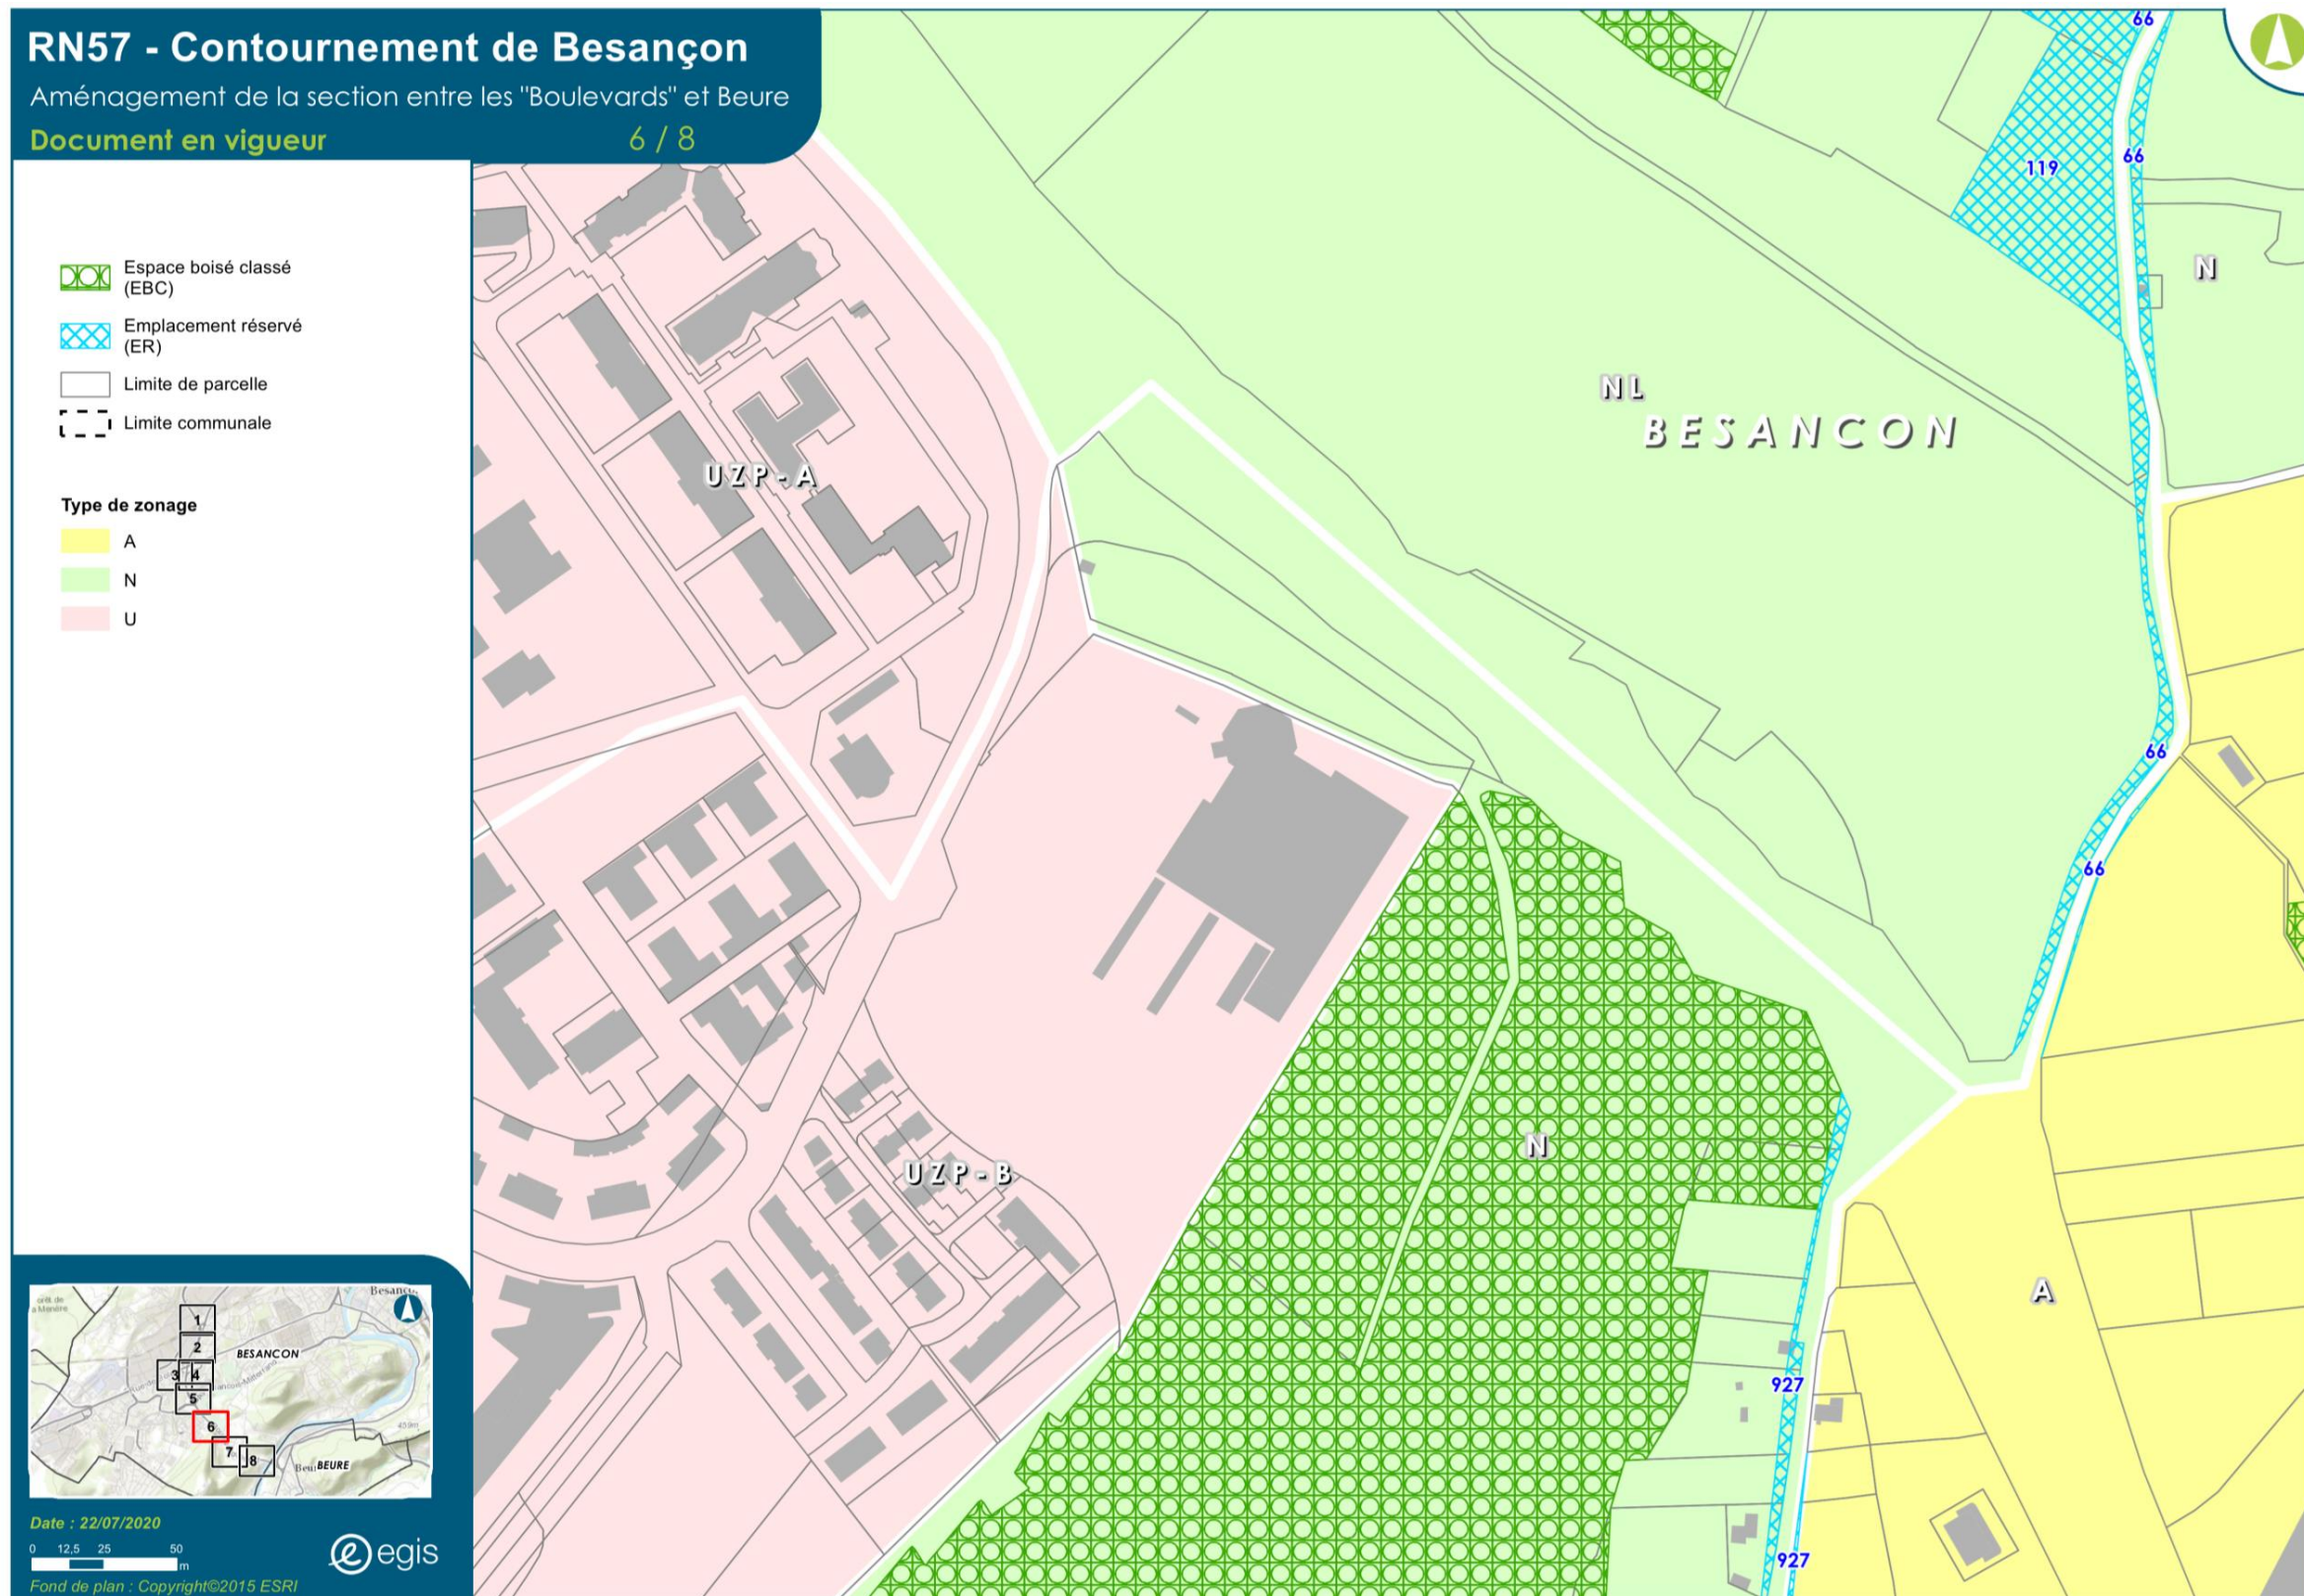 RN57 - Contournement de Besançon
Aménagement de la section entre les "Boulevards" et Beure
Document en vigueur 6 / 8
Espace boisé classé
(EBC)
Emplacement réservé
(ER)
Limite de parcelle
Limite communale
Type de zonage
A
N
U
66
119
66
N
NL
BESANCON
UZP-A
66
66
N
UZP-B
A
927
927
Besanço
BESANCON
1
2
3
4
5
6
7
8
BEURE
Date : 22/07/2020
0 12,5 25 50
m
egis
Fond de plan : Copyright©2015 ESRI